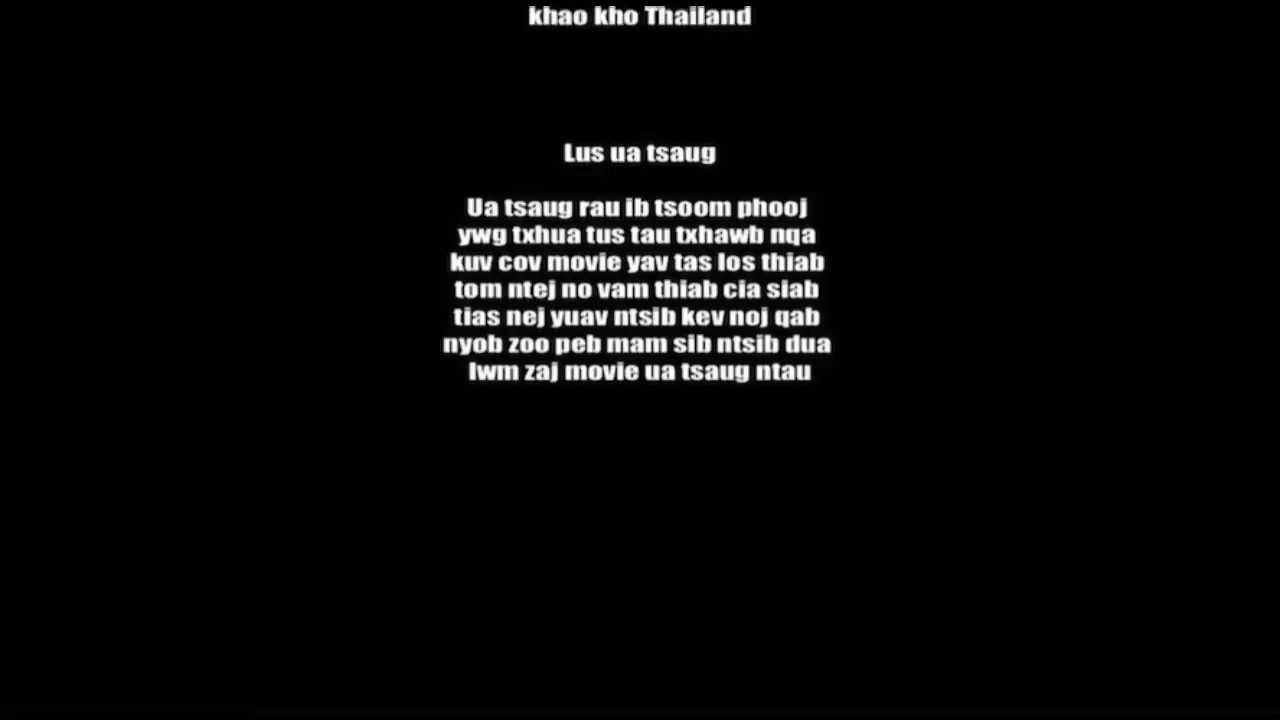 khao kho Thailand
Lus ua tsaug
Ua tsaug rau ib tsoom phooj
ywg txhua tus tau txhawb nqa
kuv cov movie yav tas los thiab
tom ntej no vam thiab cia siab
tias nej yuav ntsib kev noj qab
nyob zoo peb mam sib ntsib dua
lwm zaj movie ua tsaug ntau